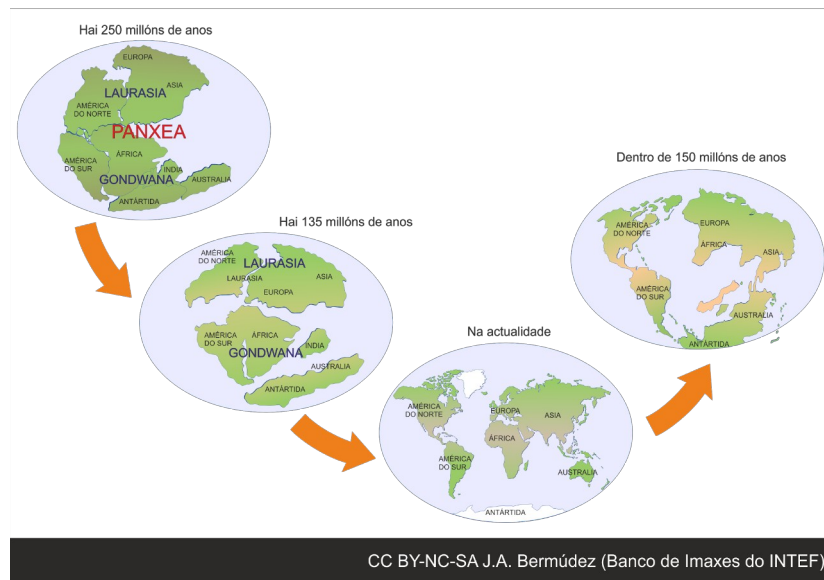 Hai 250 millóns de anos
EUROPA
LAURASIA
ASIA
AMÉRICA
DO NORTE
PANXEA
ÁFRICA
AMÉRICA
DO SUR
INDIA
GONDWANA
AUSTRALIA
ANTÁRTIDA
Hai 135 millóns de anos
AMÉRICA
DO NORTE
LAURASIA
LAURASIA
ASIA
EUROPA
AMÉRICA
DO SUR
ÁFRICA
INDIA
GONDWANA
AUSTRALIA
ANTÁRTIDA
Na actualidade
AMÉRICA
DO NORTE
EUROPA
ASIA
ÁFRICA
AMÉRICA
DO SUR
AUSTRALIA
ANTÁRTIDA
Dentro de 150 millóns de anos
AMÉRICA
DO NORTE
EUROPA
ÁFRICA
ASIA
AMÉRICA
DO SUR
AUSTRALIA
ANTÁRTIDA
CC BY-NC-SA J.A. Bermúdez (Banco de Imaxes do INTEF)